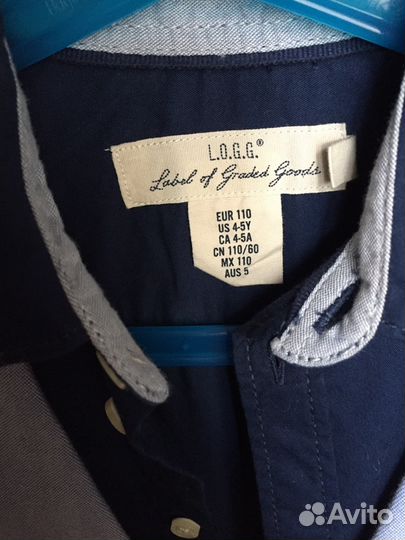 L.O.G.G.®
Label of Graded Goods
EUR 110
US 4-5Y
CA 4-5A
CN 110/60
MX 110
AUS 5
Avito